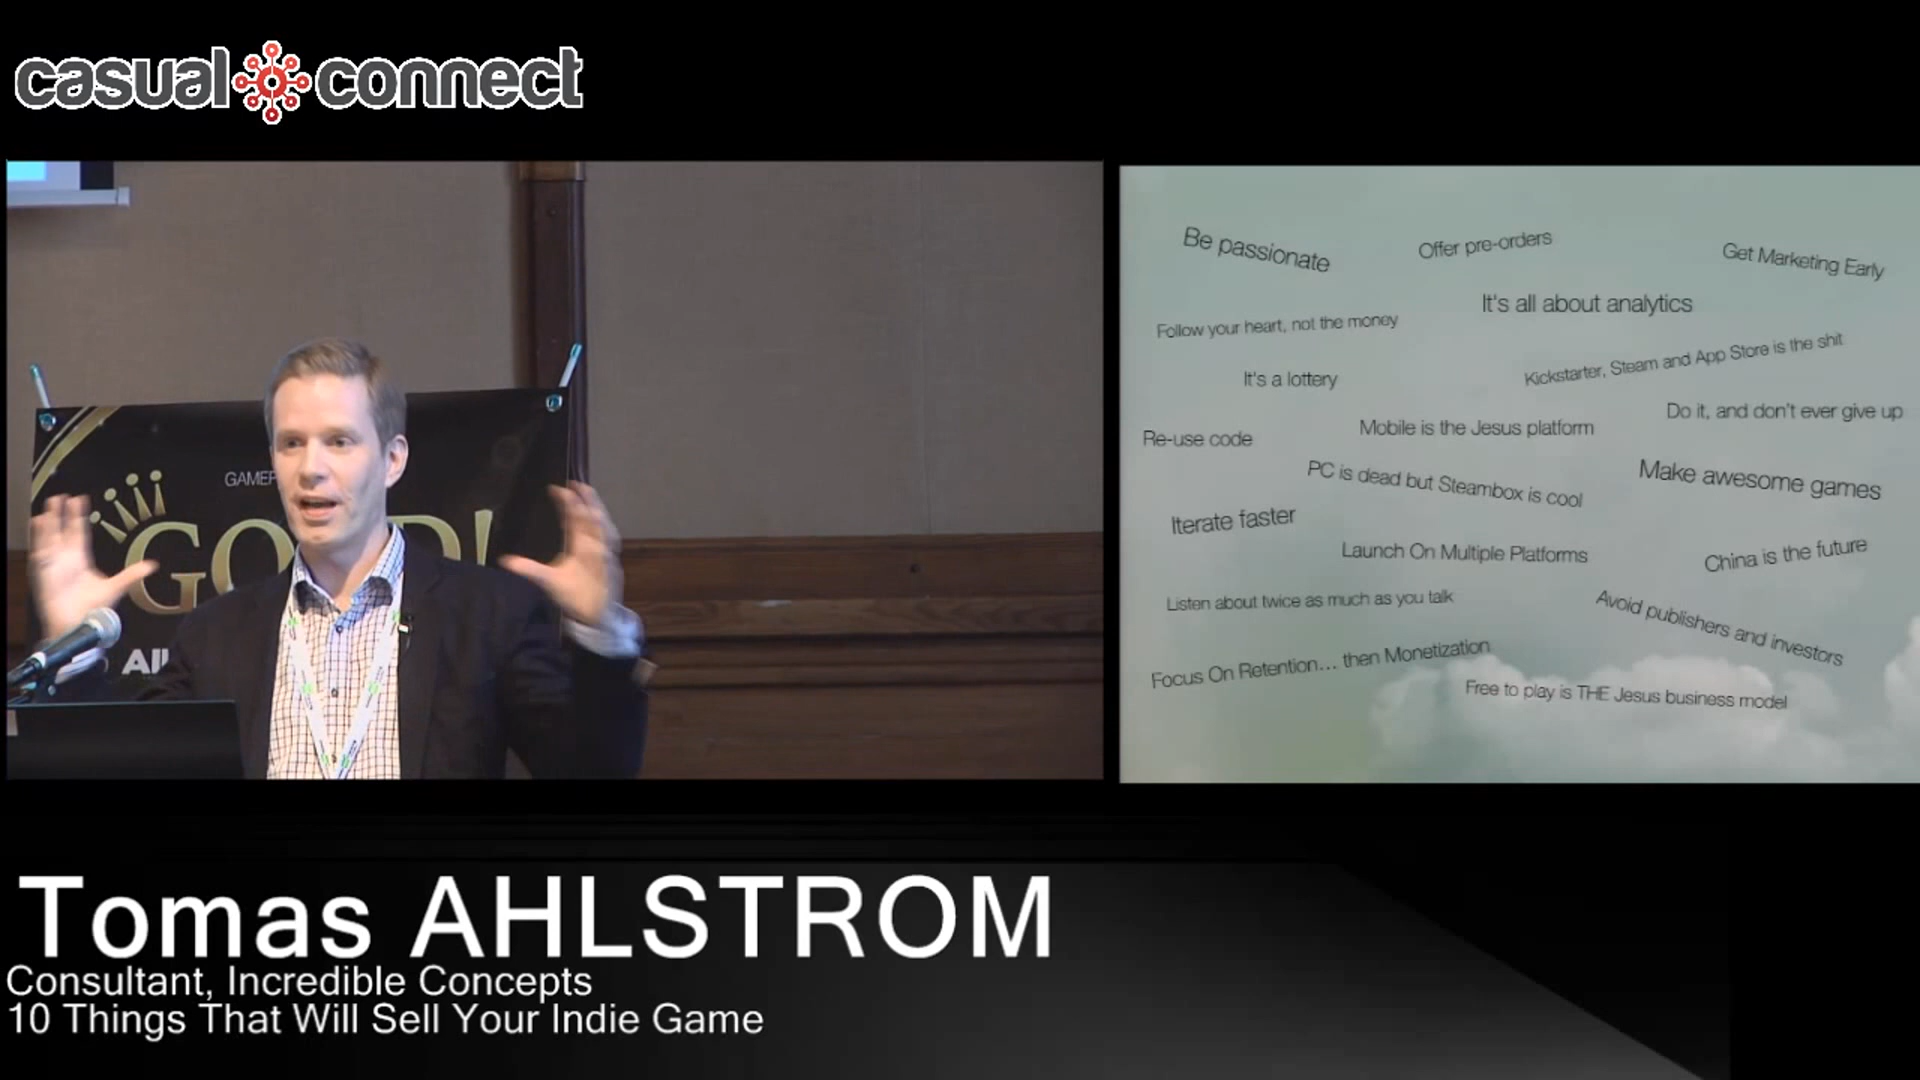 casual connect
GAMEP
GO D!
All
Be passionate
Offer pre-orders
Get Marketing Early
It's all about analytics
Follow your heart, not the money
Kickstarter, Steam and App Store is the shit
It's a lottery
Do it, and don't ever give up
Mobile is the Jesus platform
Re-use code
PC is dead but Steambox is cool
Make awesome games
Iterate faster
Launch On Multiple Platforms
China is the future
Listen about twice as much as you talk
Avoid publishers and investors
Focus On Retention... then Monetization
Free to play is THE Jesus business model
Tomas AHLSTROM
Consultant, Incredible Concepts
10 Things That Will Sell Your Indie Game